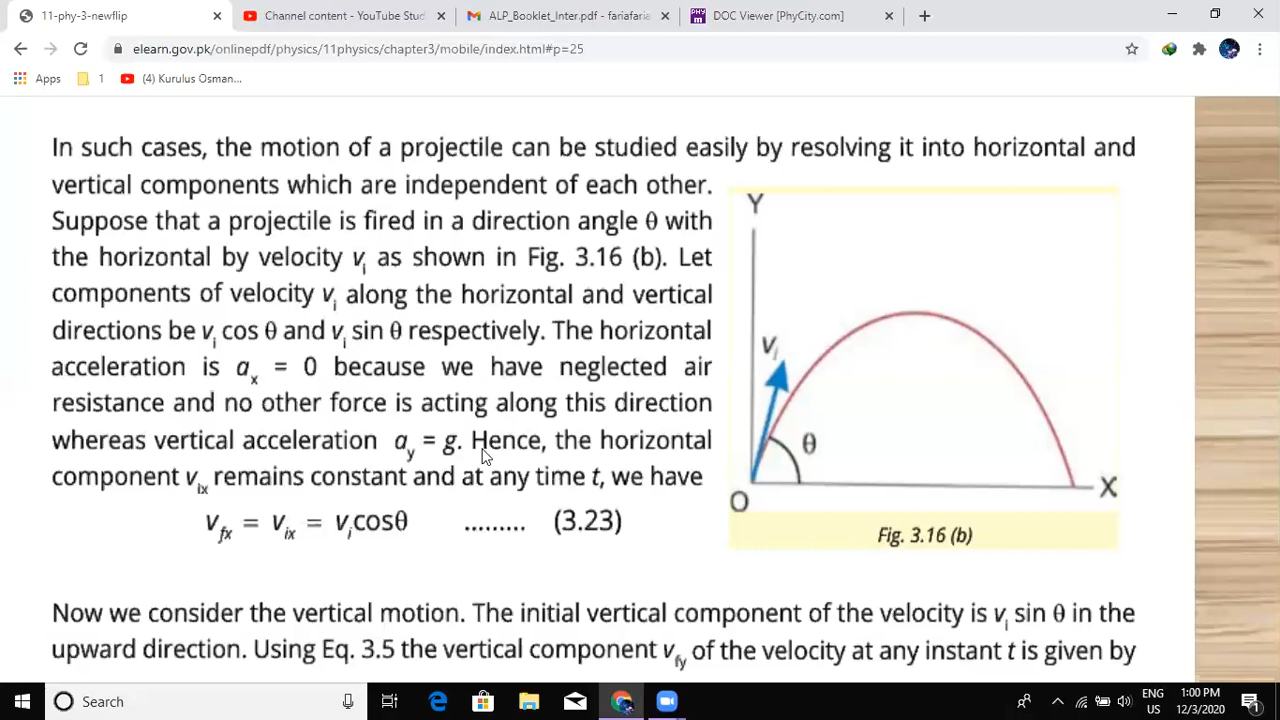 11-phy-3-newflip
Channel content - YouTube Stud
ALP_Booklet_Inter.pdf - fariafaria
DOC Viewer [PhyCity.com]
elearn.gov.pk/onlinepdf/physics/11physics/chapter3/mobile/index.html#p=25
Apps
1
(4) Kurulus Osman...
In such cases, the motion of a projectile can be studied easily by resolving it into horizontal and
vertical components which are independent of each other.
Suppose that a projectile is fired in a direction angle θ with
the horizontal by velocity vi as shown in Fig. 3.16 (b). Let
components of velocity vi along the horizontal and vertical
directions be vi cos θ and vi sin θ respectively. The horizontal
acceleration is ax = 0 because we have neglected air
resistance and no other force is acting along this direction
whereas vertical acceleration ay = g. Hence, the horizontal
component vix remains constant and at any time t, we have
vfx = vix = vicosθ ......... (3.23)
Y
vi
θ
O
X
Fig. 3.16 (b)
Now we consider the vertical motion. The initial vertical component of the velocity is vi sin θ in the
upward direction. Using Eq. 3.5 the vertical component vfy of the velocity at any instant t is given by
Search
ENG
US
1:00 PM
12/3/2020
1